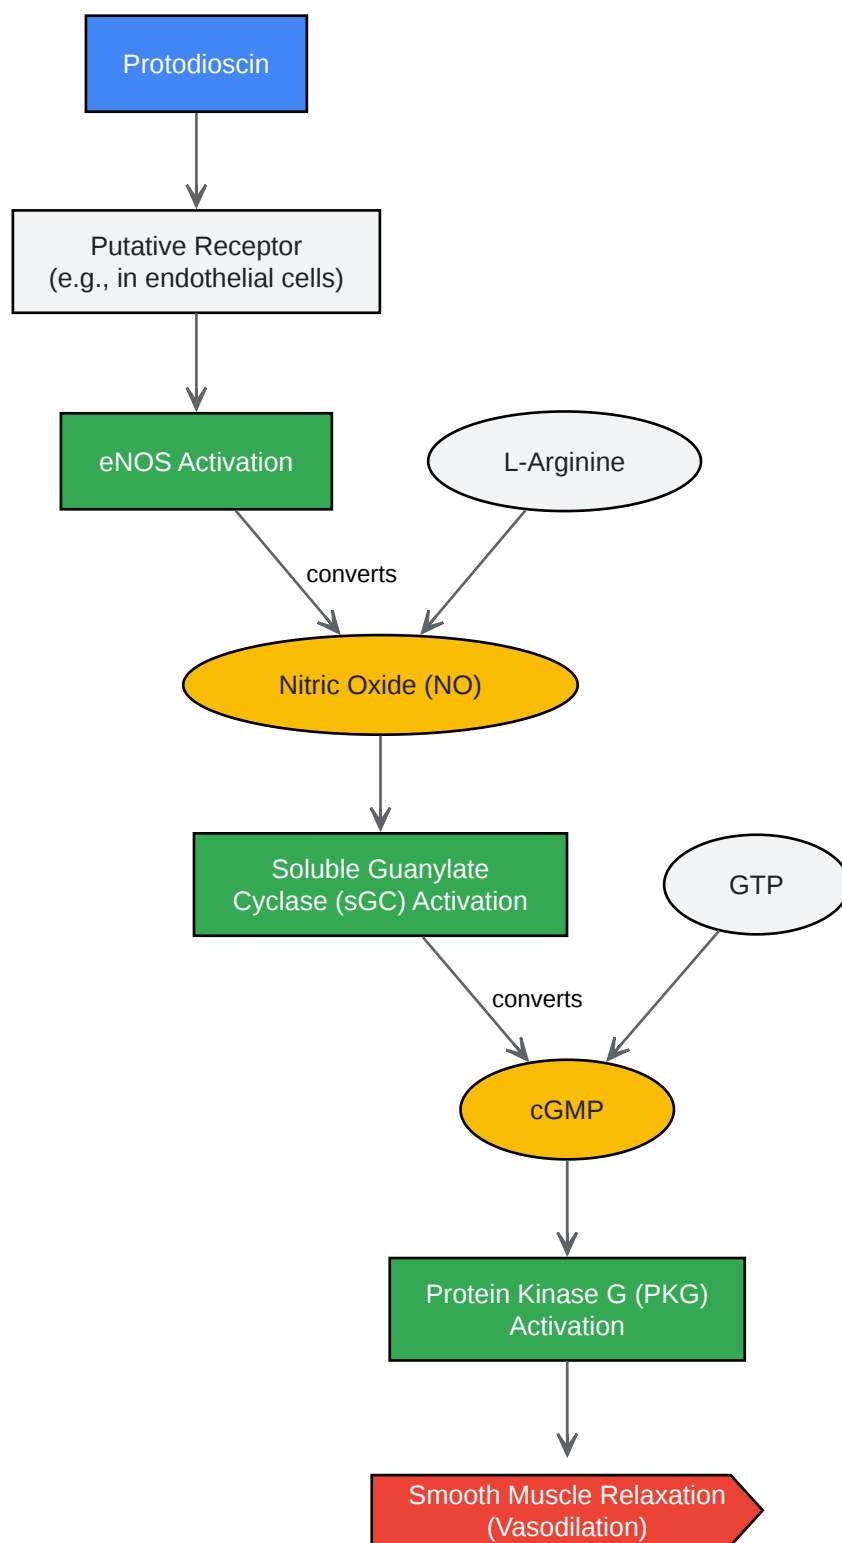 Protodioscin
Putative Receptor
(e.g., in endothelial cells)
eNOS Activation
L-Arginine
converts
Nitric Oxide (NO)
Soluble Guanylate
Cyclase (sGC) Activation
GTP
converts
cGMP
Protein Kinase G (PKG)
Activation
Smooth Muscle Relaxation
(Vasodilation)